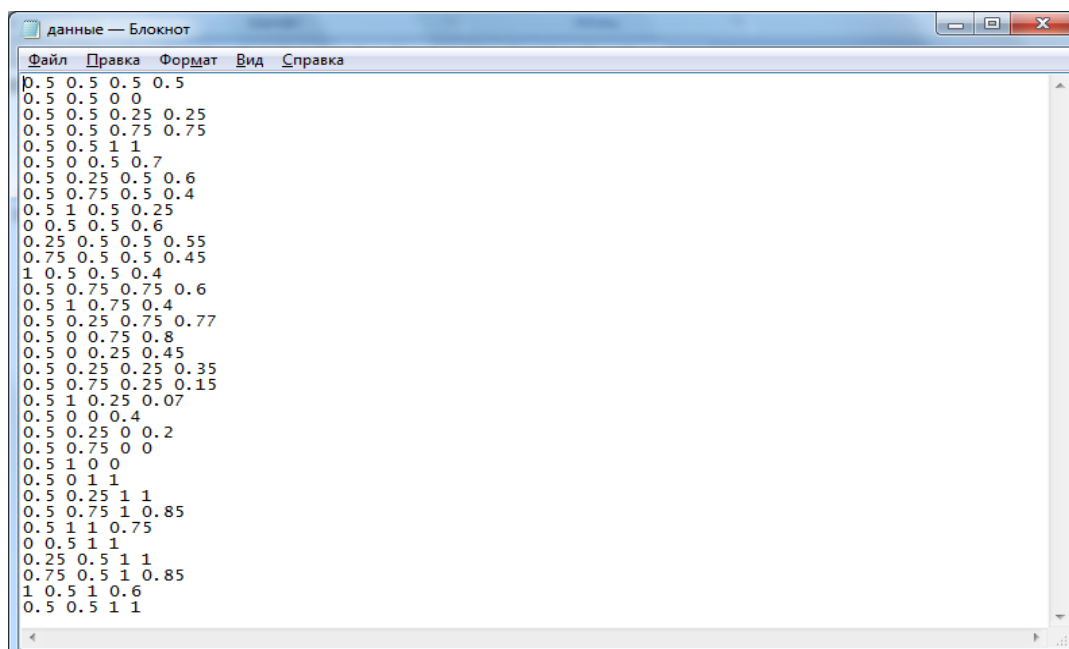 данные — Блокнот
Файл Правка Формат Вид Справка
0.5 0.5 0.5 0.5
0.5 0.5 0 0
0.5 0.5 0.25 0.25
0.5 0.5 0.75 0.75
0.5 0.5 1 1
0.5 0 0.5 0.7
0.5 0.25 0.5 0.6
0.5 0.75 0.5 0.4
0.5 1 0.5 0.25
0 0.5 0.5 0.6
0.25 0.5 0.5 0.55
0.75 0.5 0.5 0.45
1 0.5 0.5 0.4
0.5 0.75 0.75 0.6
0.5 1 0.75 0.4
0.5 0.25 0.75 0.77
0.5 0 0.75 0.8
0.5 0 0.25 0.45
0.5 0.25 0.25 0.35
0.5 0.75 0.25 0.15
0.5 1 0.25 0.07
0.5 0 0 0.4
0.5 0.25 0 0.2
0.5 0.75 0 0
0.5 1 0 0
0.5 0 1 1
0.5 0.25 1 1
0.5 0.75 1 0.85
0.5 1 1 0.75
0 0.5 1 1
0.25 0.5 1 1
0.75 0.5 1 0.85
1 0.5 1 0.6
0.5 0.5 1 1